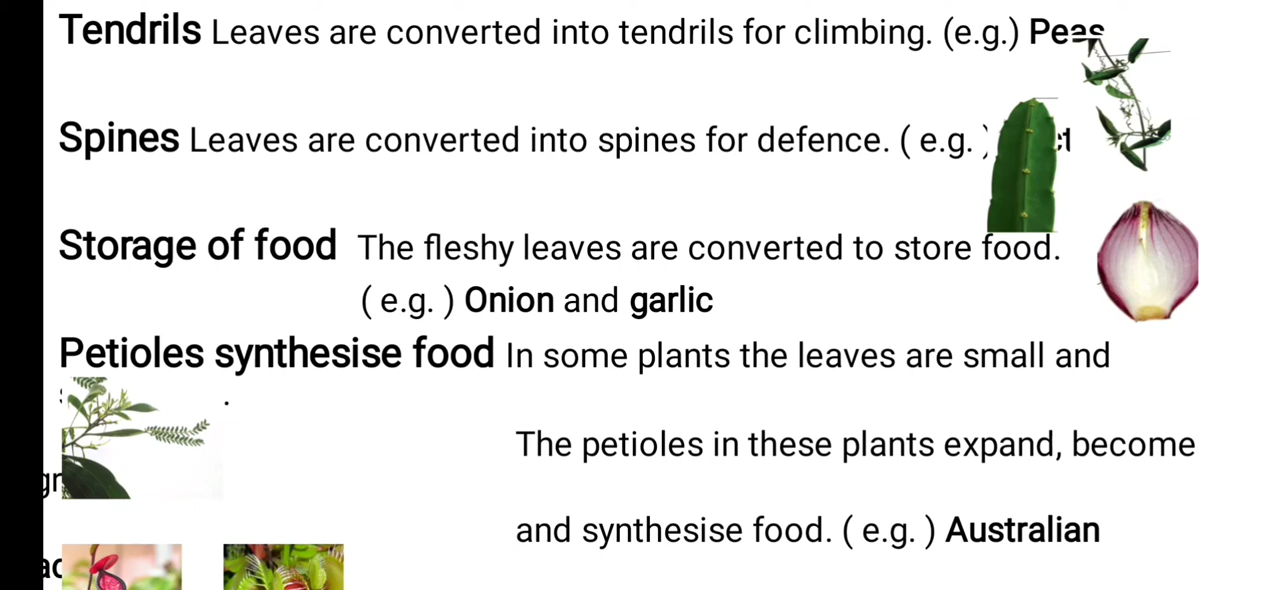 Tendrils Leaves are converted into tendrils for climbing. (e.g.) Peas
Spines Leaves are converted into spines for defence. ( e.g. )
Storage of food The fleshy leaves are converted to store food.
( e.g. ) Onion and garlic
Petioles synthesise food In some plants the leaves are small and
The petioles in these plants expand, become
and synthesise food. ( e.g. ) Australian